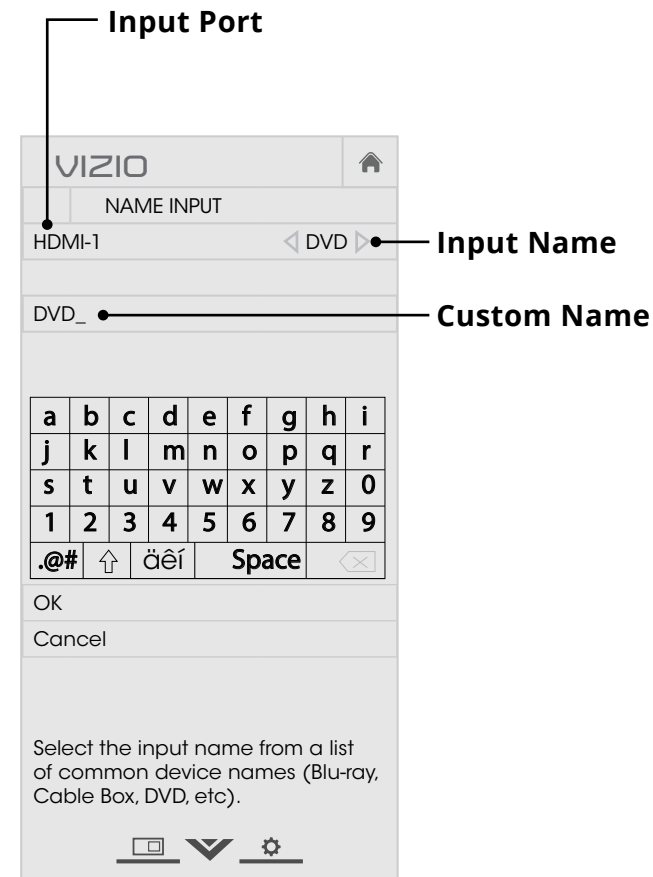 Input Port
VIZIO
NAME INPUT
HDMI-1 DVD Input Name
DVD_ Custom Name
a b c d e f g h i
j k l m n o p q r
s t u v w x y z 0
1 2 3 4 5 6 7 8 9
.@# äêí Space
OK
Cancel
Select the input name from a list
of common device names (Blu-ray,
Cable Box, DVD, etc).